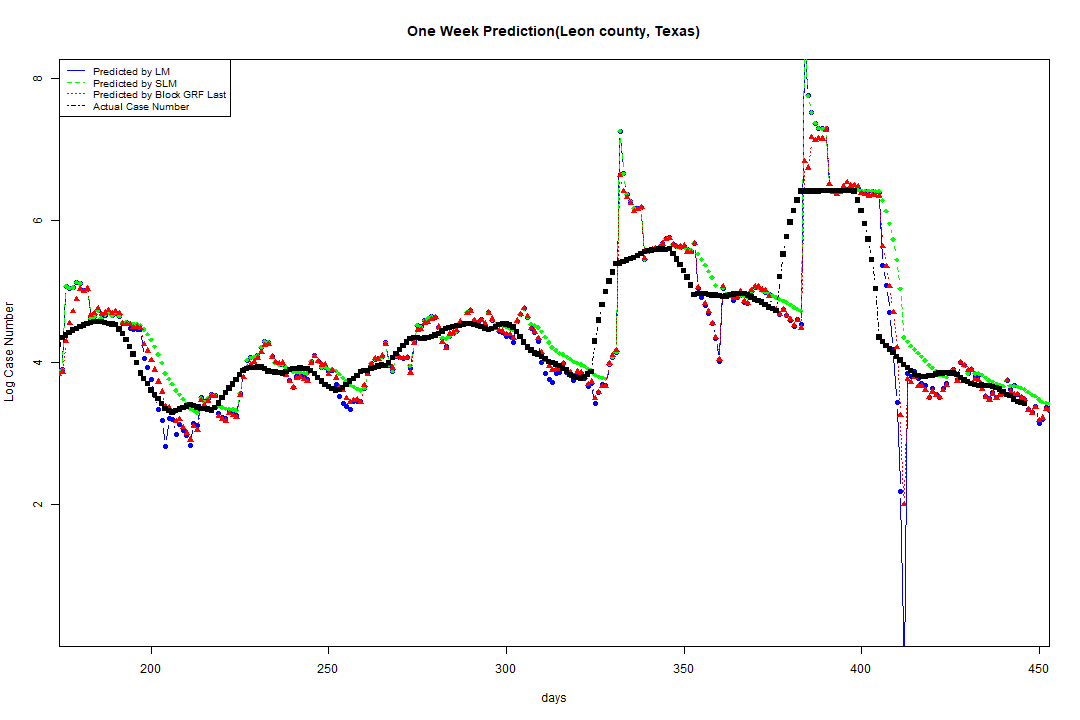 One Week Prediction(Leon county, Texas)
Predicted by LM
Predicted by SLM
Predicted by Block GRF Last
Actual Case Number
Log Case Number
8
6
4
2
200 250 300 350 400 450
days